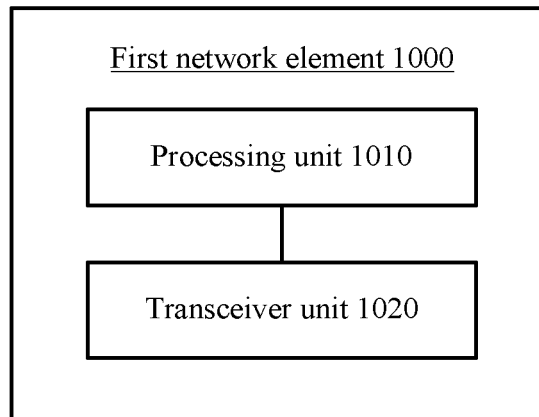 First network element 1000
Processing unit 1010
Transceiver unit 1020